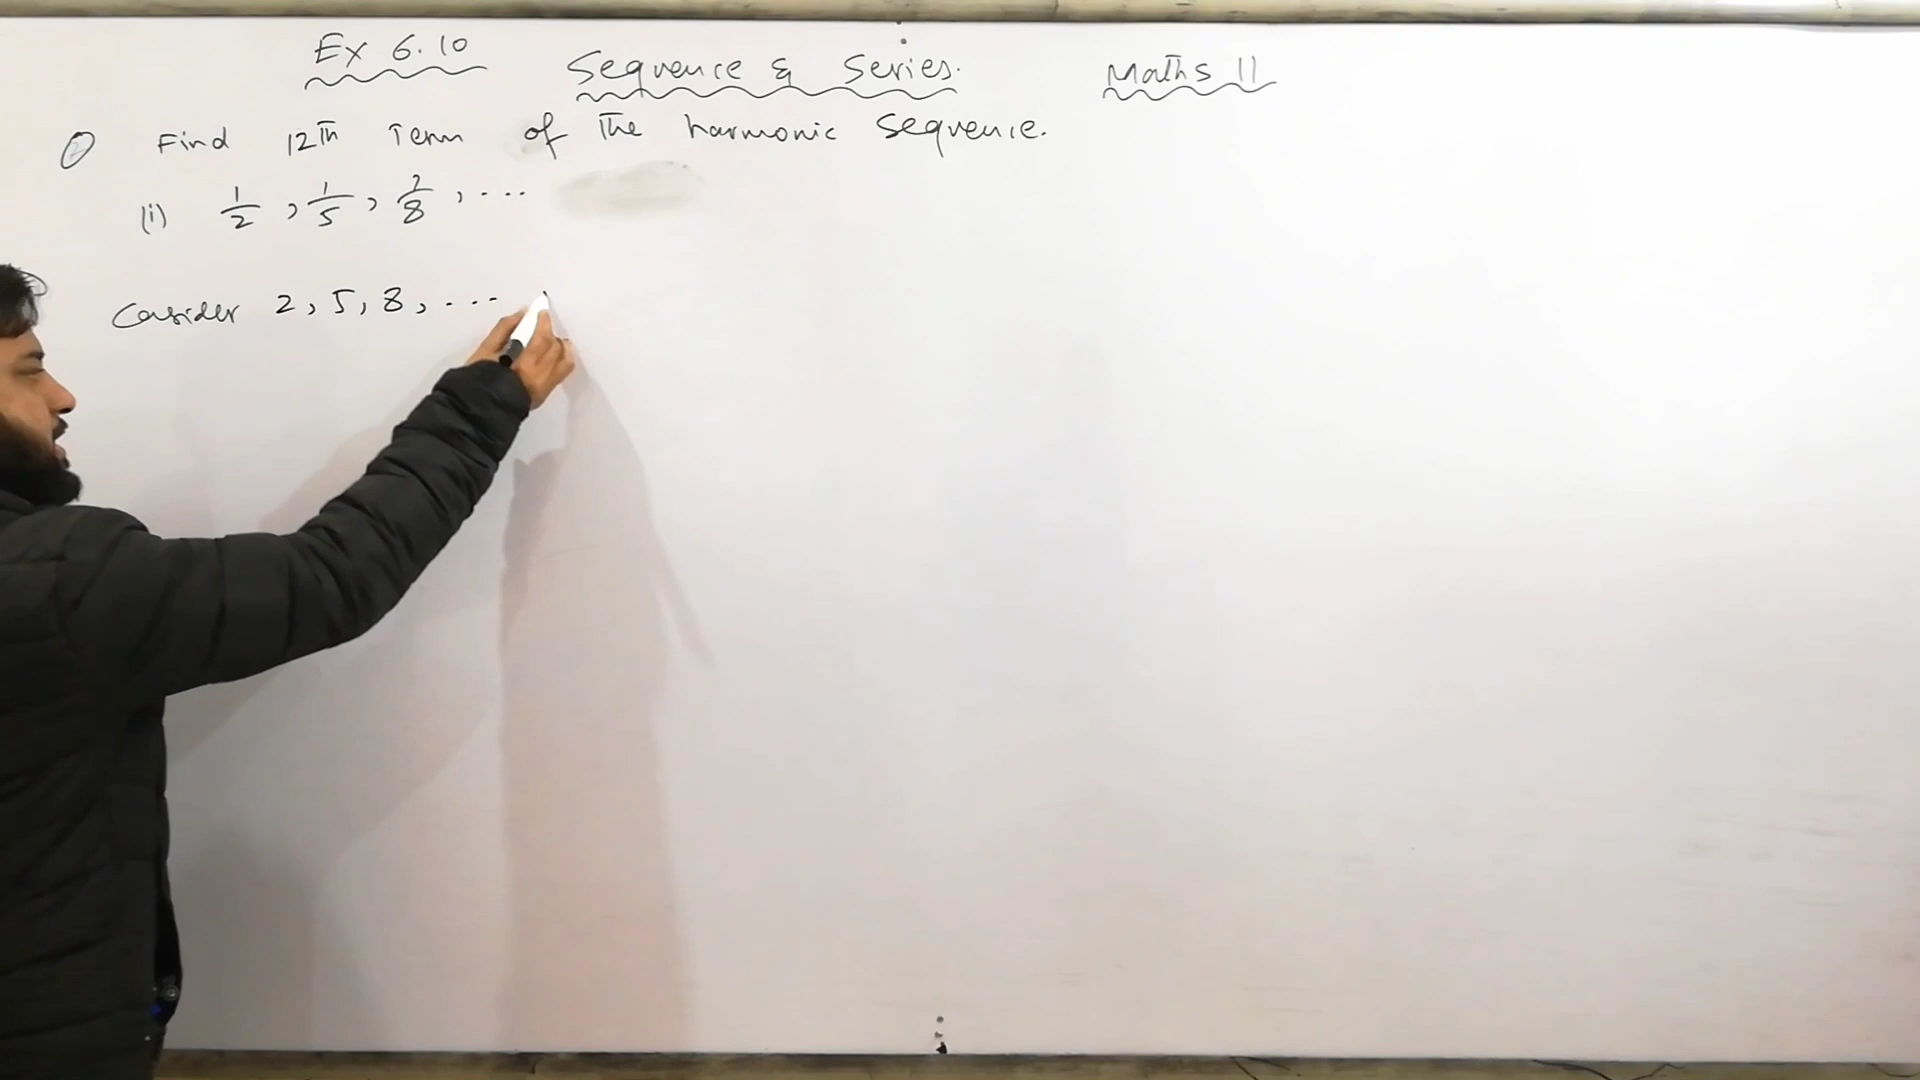 Ex 6.10 Sequence & Series. Maths 11
② Find 12th Term of The harmonic Sequence.
(i) 1/2, 1/5, 1/8, ...
Cosider 2, 5, 8, ...